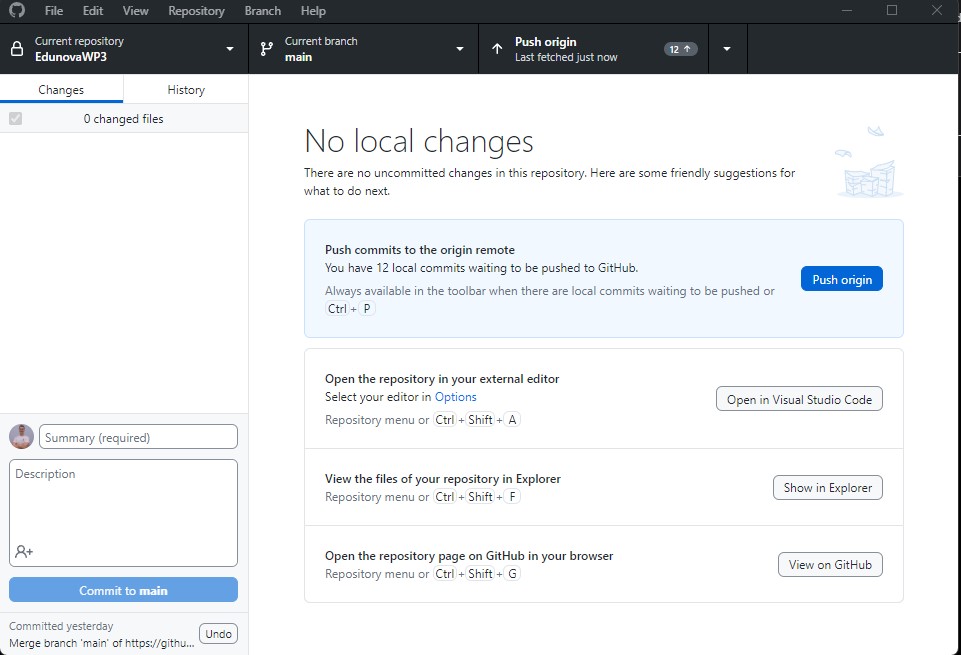 File Edit View Repository Branch Help
Current repository
EdunovaWP3
Current branch
main
Push origin
Last fetched just now
12
Changes
History
0 changed files
No local changes
There are no uncommitted changes in this repository. Here are some friendly suggestions for
what to do next.
Push commits to the origin remote
You have 12 local commits waiting to be pushed to GitHub.
Always available in the toolbar when there are local commits waiting to be pushed or
Ctrl + P
Push origin
Open the repository in your external editor
Select your editor in Options
Repository menu or Ctrl + Shift + A
Open in Visual Studio Code
View the files of your repository in Explorer
Repository menu or Ctrl + Shift + F
Show in Explorer
Open the repository page on GitHub in your browser
Repository menu or Ctrl + Shift + G
View on GitHub
Summary (required)
Description
Commit to main
Committed yesterday
Merge branch 'main' of https://githu...
Undo